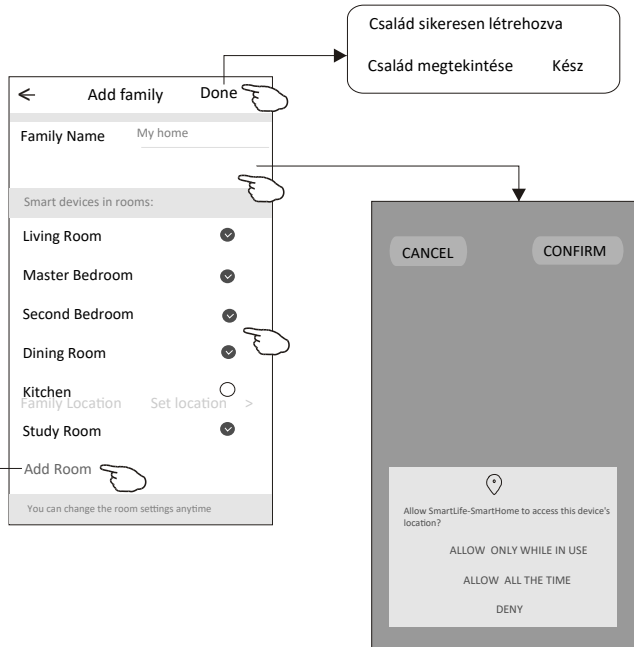 Család sikeresen létrehozva
Család megtekintése Kész
Add family Done
Family Name My home
Smart devices in rooms:
Living Room
Master Bedroom
Second Bedroom
Dining Room
Kitchen
Family Location Set location >
Study Room
Add Room
You can change the room settings anytime
CANCEL CONFIRM
Allow SmartLife-SmartHome to access this device's
location?
ALLOW ONLY WHILE IN USE
ALLOW ALL THE TIME
DENY